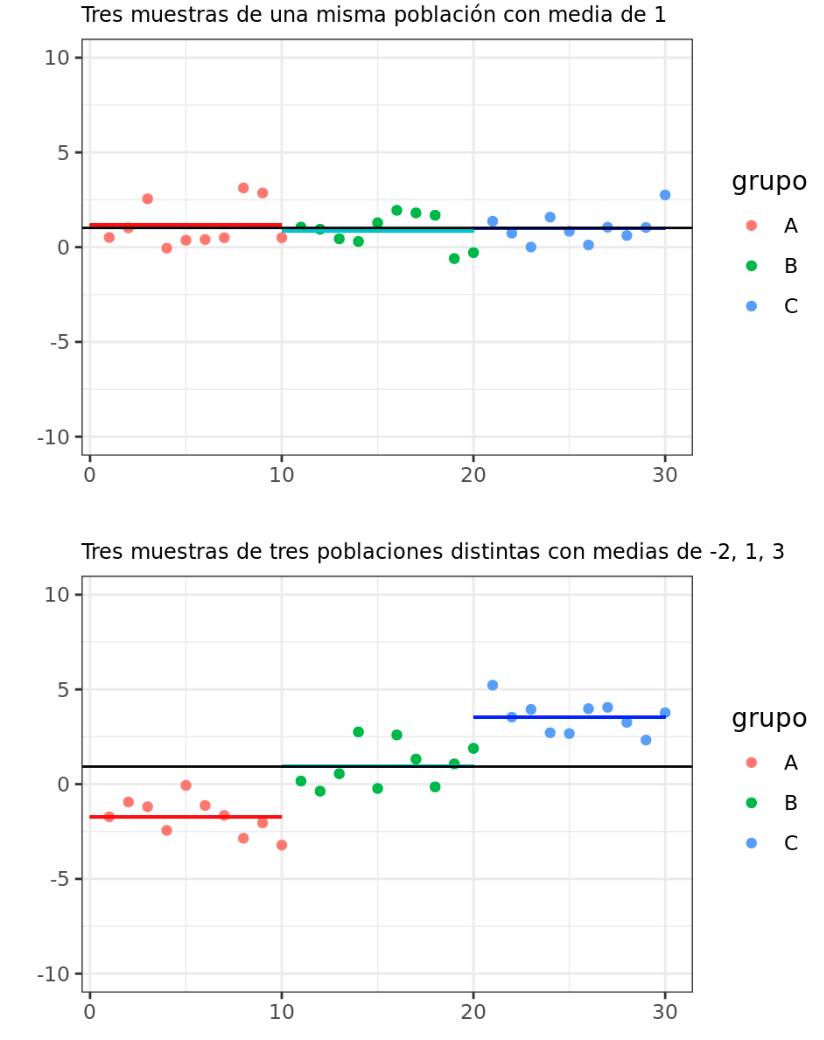 Tres muestras de una misma población con media de 1
10
5
0
-5
-10
0 10 20 30
grupo
A
B
C
Tres muestras de tres poblaciones distintas con medias de -2, 1, 3
10
5
0
-5
-10
0 10 20 30
grupo
A
B
C